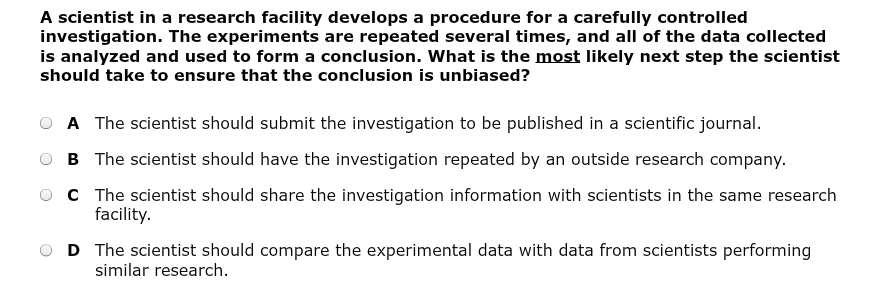 A scientist in a research facility develops a procedure for a carefully controlled
investigation. The experiments are repeated several times, and all of the data collected
is analyzed and used to form a conclusion. What is the most likely next step the scientist
should take to ensure that the conclusion is unbiased?
A The scientist should submit the investigation to be published in a scientific journal.
B The scientist should have the investigation repeated by an outside research company.
C The scientist should share the investigation information with scientists in the same research
facility.
D The scientist should compare the experimental data with data from scientists performing
similar research.